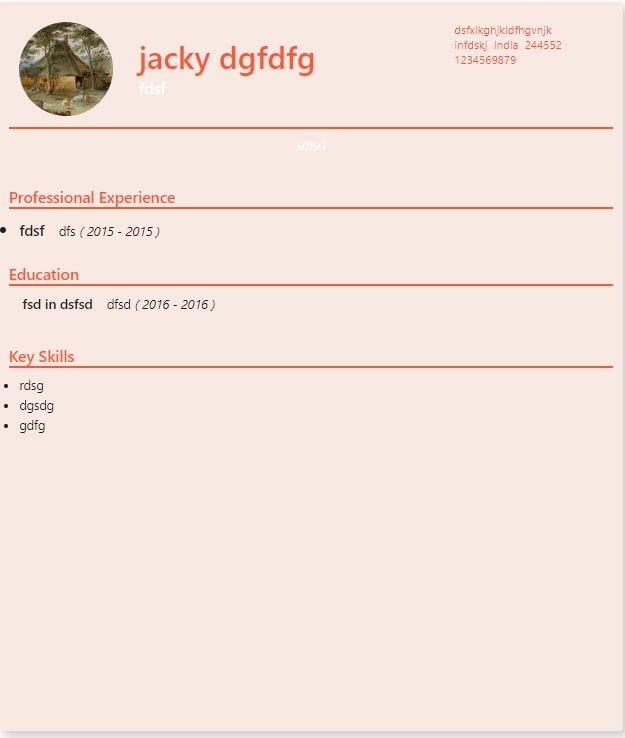 jacky dgfdfg
fdsf
dsfxlkghjkldfhgvnjk
infdskj India 244552
1234569879
sdfsd
Professional Experience
• fdsf dfs ( 2015 - 2015 )
Education
fsd in dsfsd dfsd ( 2016 - 2016 )
Key Skills
• rdsg
• dgsdg
• gdfg